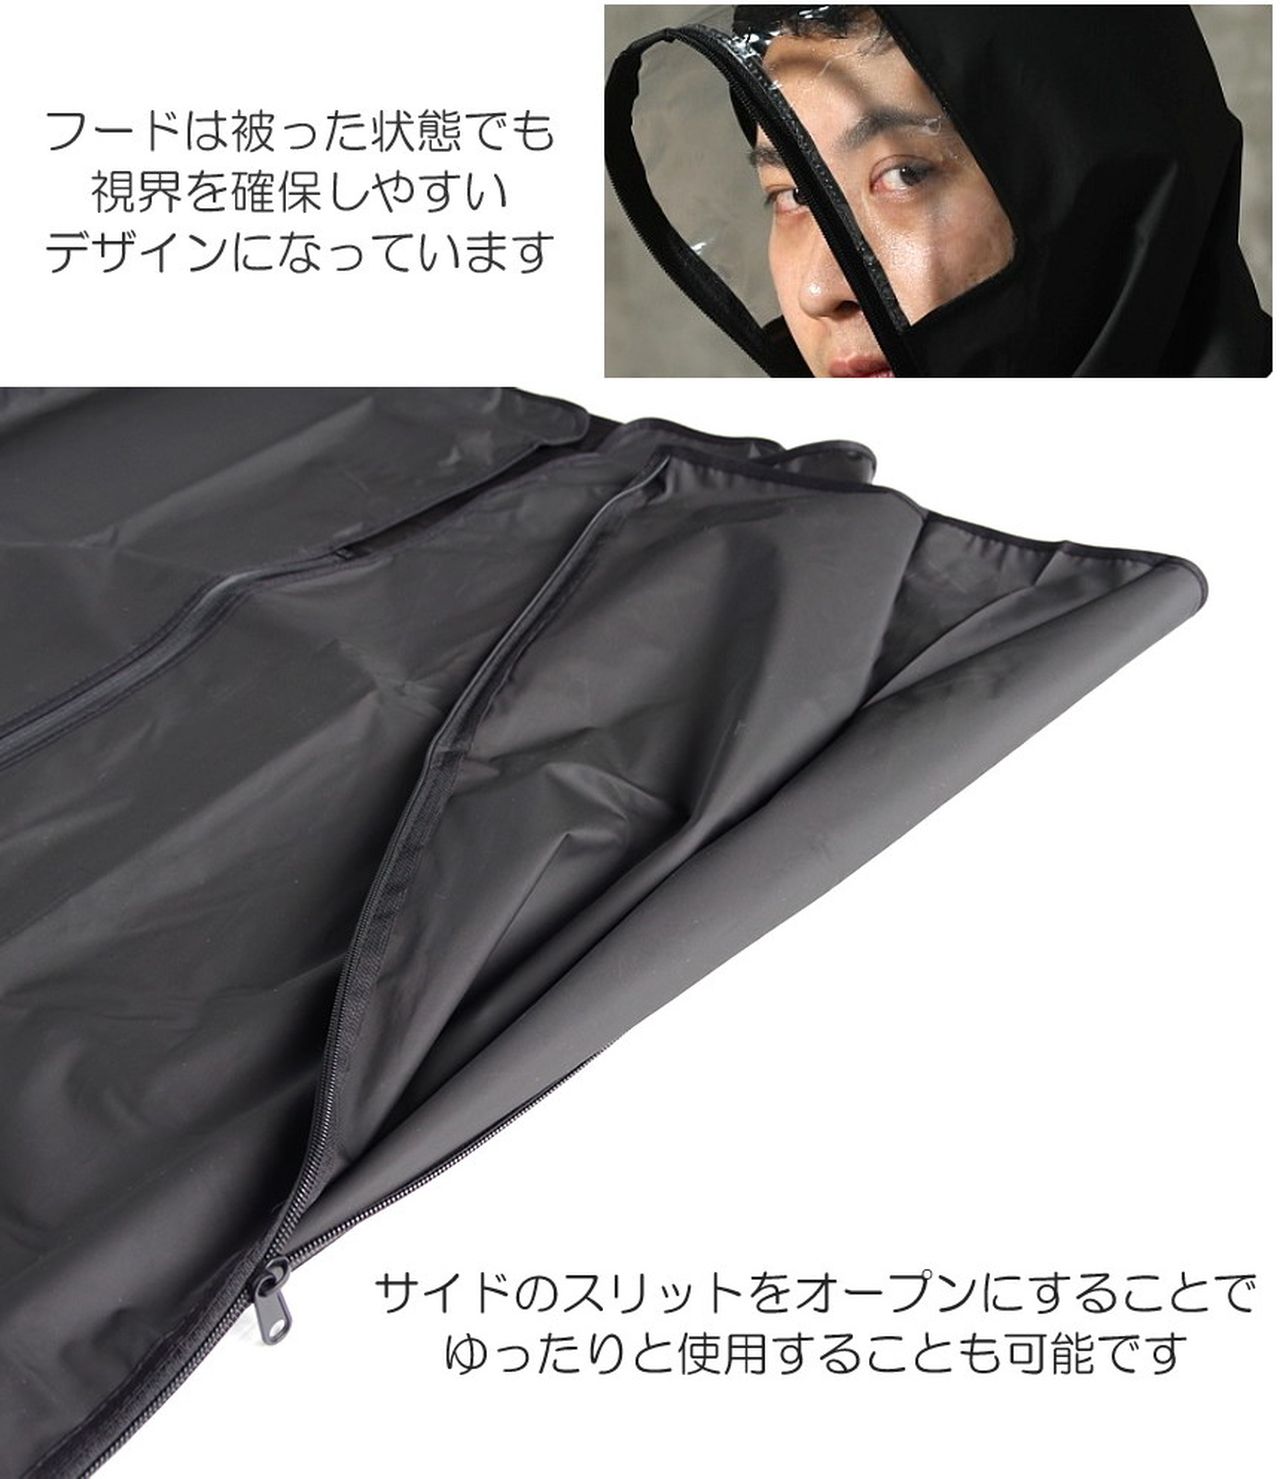 フードは被った状態でも
視界を確保しやすい
デザインになっています
サイドのスリットをオープンにすることで
ゆったりと使用することも可能です